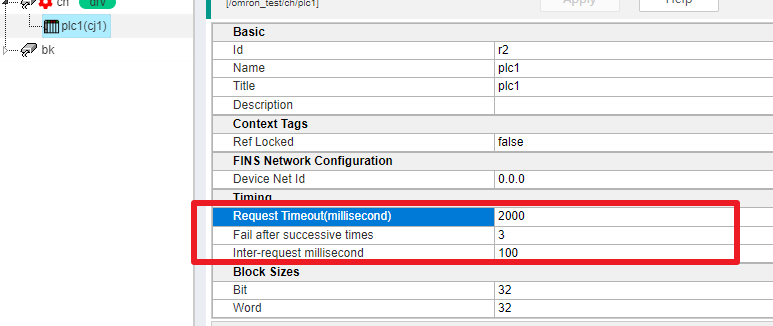 ch drv
plc1(cj1)
bk
[/omron_test/ch/plc1]
Apply
Help
Basic
Id r2
Name plc1
Title plc1
Description
Context Tags
Ref Locked false
FINS Network Configuration
Device Net Id 0.0.0
Timing
Request Timeout(millisecond) 2000
Fail after successive times 3
Inter-request millisecond 100
Block Sizes
Bit 32
Word 32